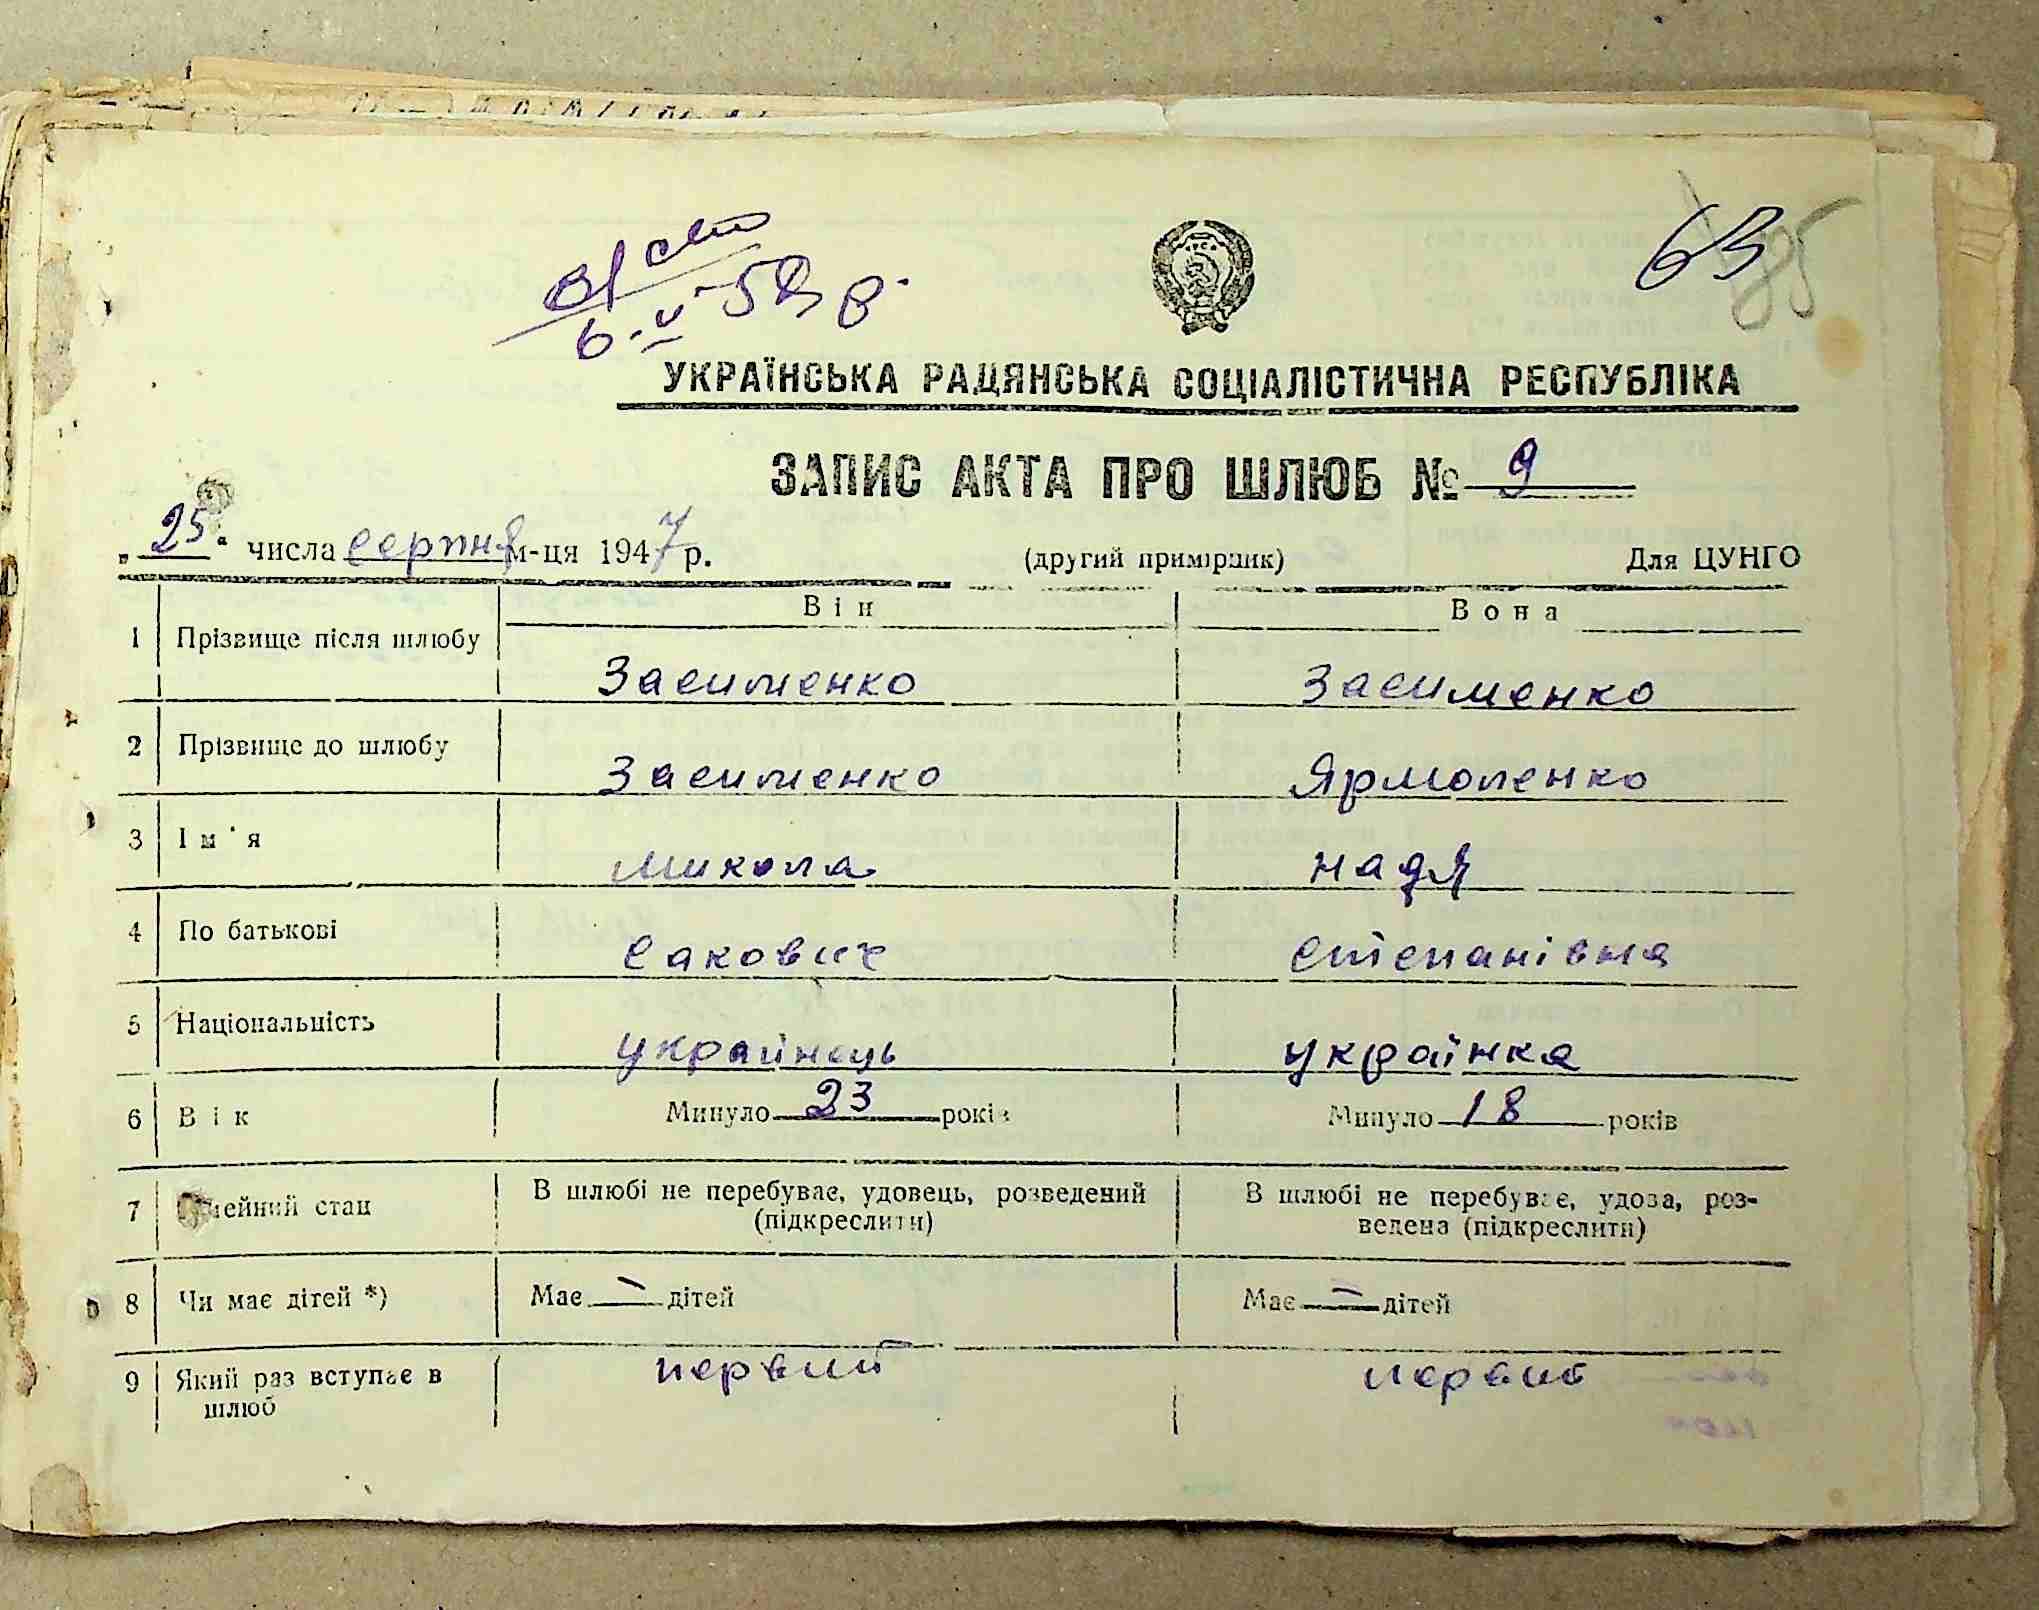 63 85
6.V-58 в.
УКРАЇНСЬКА РАДЯНСЬКА СОЦІАЛІСТИЧНА РЕСПУБЛІКА
ЗАПИС АКТА ПРО ШЛЮБ № 9
„25“ числа серпня м-ця 1947 р. (другий примірник) Для ЦУНГО
Він Вона
1 Прізвище після шлюбу Засименко Засименко
2 Прізвище до шлюбу Засименко Ярмоленко
3 Ім'я Микола Надя
4 По батькові Сакович Степанівна
5 Національність українець українка
6 Вік Минуло 23 років Минуло 18 років
7 стан В шлюбі не перебуває, удовець, розведений (підкреслити) В шлюбі не перебуває, удова, роз-
ведена (підкреслити)
8 Чи має дітей *) Має — дітей Має — дітей
9 Який раз вступає в шлюб первий первий